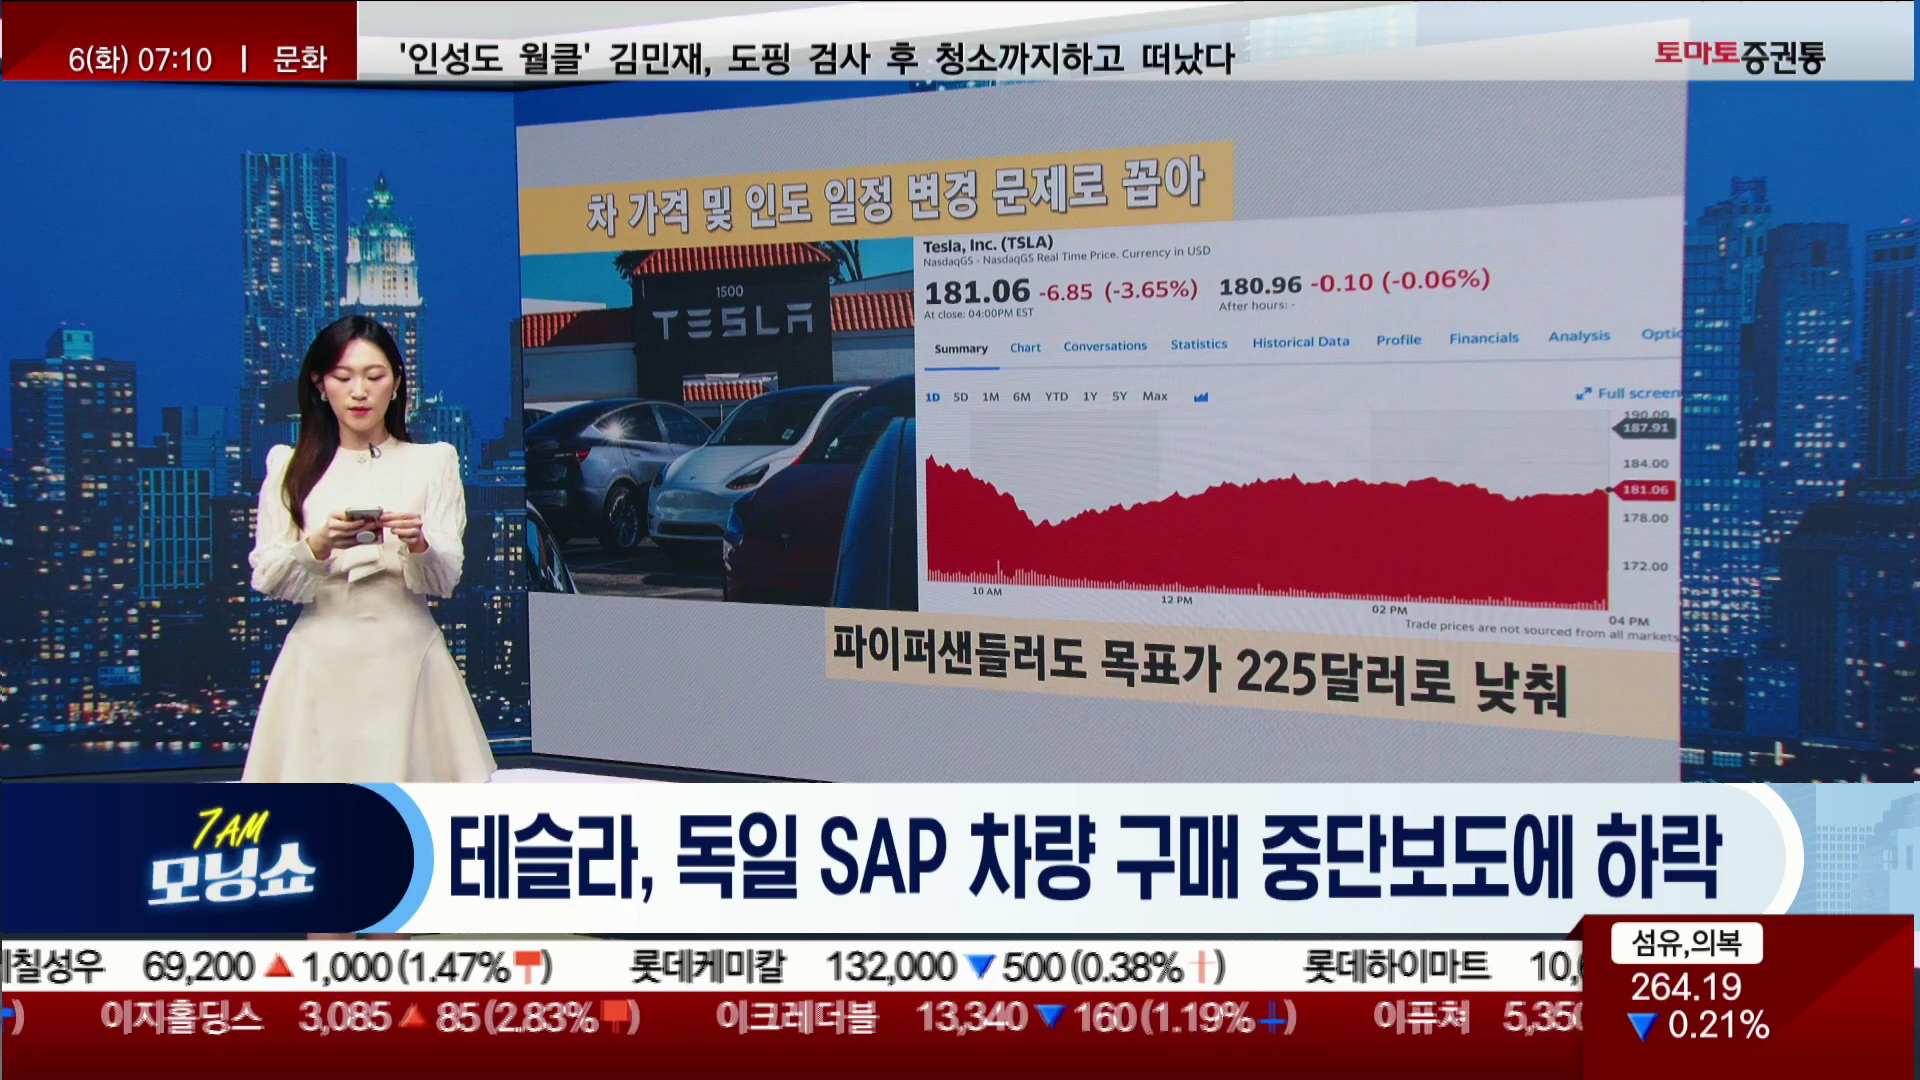 6(화) 07:10 | 문화
'인성도 월클' 김민재, 도핑 검사 후 청소까지하고 떠났다
토마토증권통
차 가격 및 인도 일정 변경 문제로 꼽아
1500
TESLA
Tesla, Inc. (TSLA)
NasdaqGS - NasdaqGS Real Time Price. Currency in USD
181.06 -6.85 (-3.65%) 180.96 -0.10 (-0.06%)
At close: 04:00PM EST After hours: -
Summary Chart Conversations Statistics Historical Data Profile Financials Analysis Optic
1D 5D 1M 6M YTD 1Y 5Y Max Full screen
190.00
187.91
184.00
181.06
178.00
172.00
10 AM 12 PM 02 PM 04 PM
Trade prices are not sourced from all markets
파이퍼샌들러도 목표가 225달러로 낮춰
7AM
모닝쇼
테슬라, 독일 SAP 차량 구매 중단보도에 하락
칠성우 69,200 ▲ 1,000 (1.47%) 롯데케미칼 132,000 ▼ 500 (0.38%) 롯데하이마트
) 이지홀딩스 3,085 ▲ 85 (2.83%) 이크레더블 13,340 ▼ 160 (1.19%) 이퓨쳐
섬유,의복
264.19
▼ 0.21%